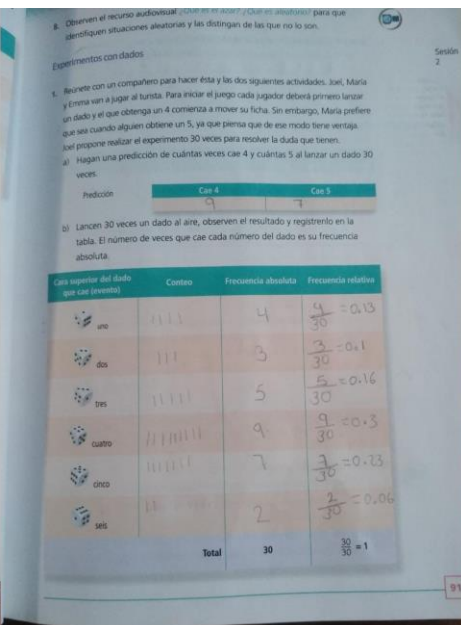 8. Observen el recurso audiovisual ¿Qué es el azar? ¿Qué es aleatorio? para que
identifiquen situaciones aleatorias y las distingan de las que no lo son.
Experimentos con dados
Sesión
2
1. Reúnete con un compañero para hacer ésta y las dos siguientes actividades. Joel, María
y Emma van a jugar al turista. Para iniciar el juego cada jugador deberá primero lanzar
un dado y el que obtenga un 4 comienza a mover su ficha. Sin embargo, María prefiere
que sea cuando alguien obtiene un 5, ya que piensa que de ese modo tiene ventaja.
Joel propone realizar el experimento 30 veces para resolver la duda que tienen.
a) Hagan una predicción de cuántas veces cae 4 y cuántas 5 al lanzar un dado 30
veces.
Predicción Cae 4 Cae 5
9 7
b) Lancen 30 veces un dado al aire, observen el resultado y regístrenlo en la
tabla. El número de veces que cae cada número del dado es su frecuencia
absoluta.
Cara superior del dado que cae (evento) Conteo Frecuencia absoluta Frecuencia relativa
uno |||| 4 4/30 = 0.13
dos ||| 3 3/30 = 0.1
tres ||||| 5 5/30 = 0.16
cuatro ||||||||| 9 9/30 = 0.3
cinco ||||||| 7 7/30 = 0.23
seis || 2 2/30 = 0.06
Total 30 30/30 = 1
91